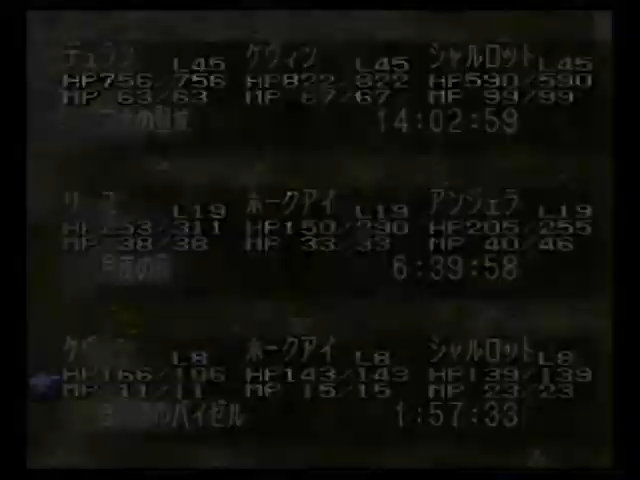 デュラン L45 ケヴィン L45 シャルロット L45
HP756/756 HP822/822 HP590/590
MP 63/63 MP 67/67 MP 99/99
14:02:59
L19 ホークアイ L19 アンジェラ L19
/311 HP150/290 HP205/255
MP 38/38 MP 33/33 MP 40/46
6:39:58
L8 ホークアイ L8 シャルロット L8
HP166/ HP143/143 HP139/139
MP 11/11 MP 15/15 MP 23/23
バイゼル 1:57:33